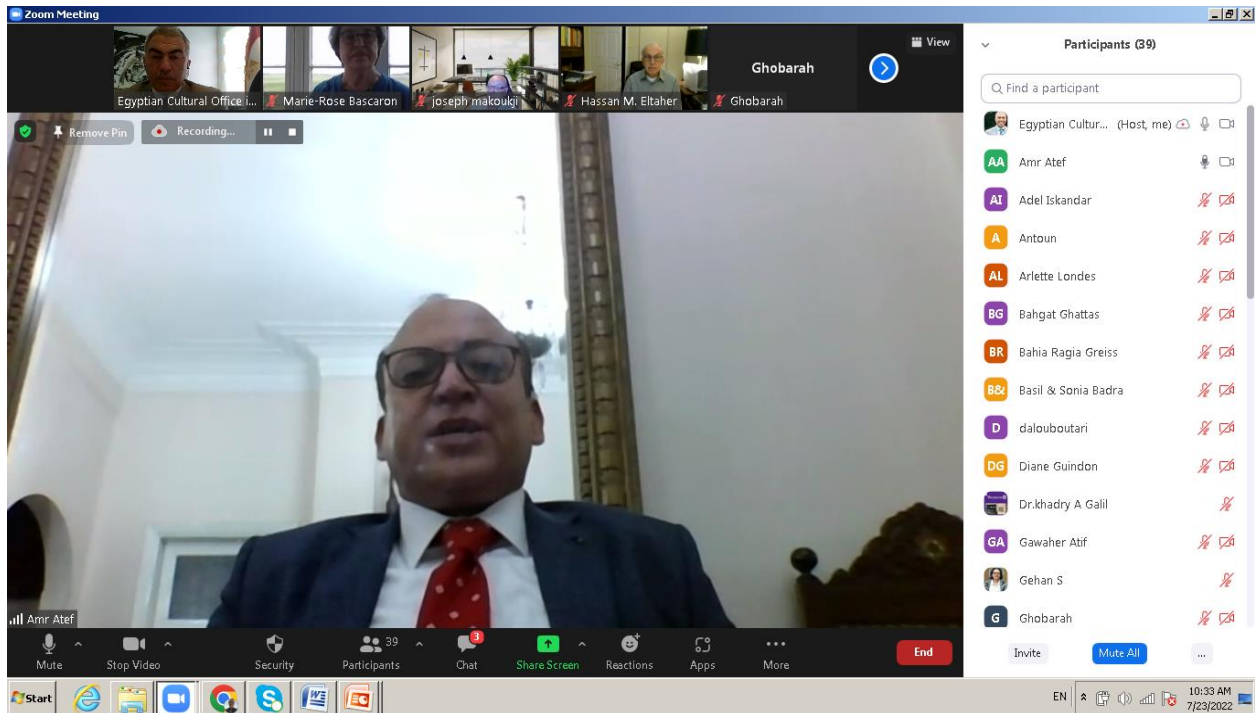 Zoom Meeting
Egyptian Cultural Office i...
Marie-Rose Bascaron
joseph makoukji
Hassan M. Eltaher
Ghobarah
Ghobarah
View
Remove Pin
Recording...
Amr Atef
Mute
Stop Video
Security
39
Participants
3
Chat
Share Screen
Reactions
Apps
More
End
Participants (39)
Find a participant
Egyptian Cultur... (Host, me)
AA Amr Atef
AI Adel Iskandar
A Antoun
AL Arlette Londes
BG Bahgat Ghattas
BR Bahia Ragia Greiss
B& Basil & Sonia Badra
D dalouboutari
DG Diane Guindon
Dr.khadry A Galil
GA Gawaher Atif
Gehan S
G Ghobarah
Invite
Mute All
...
Start
EN
10:33 AM
7/23/2022